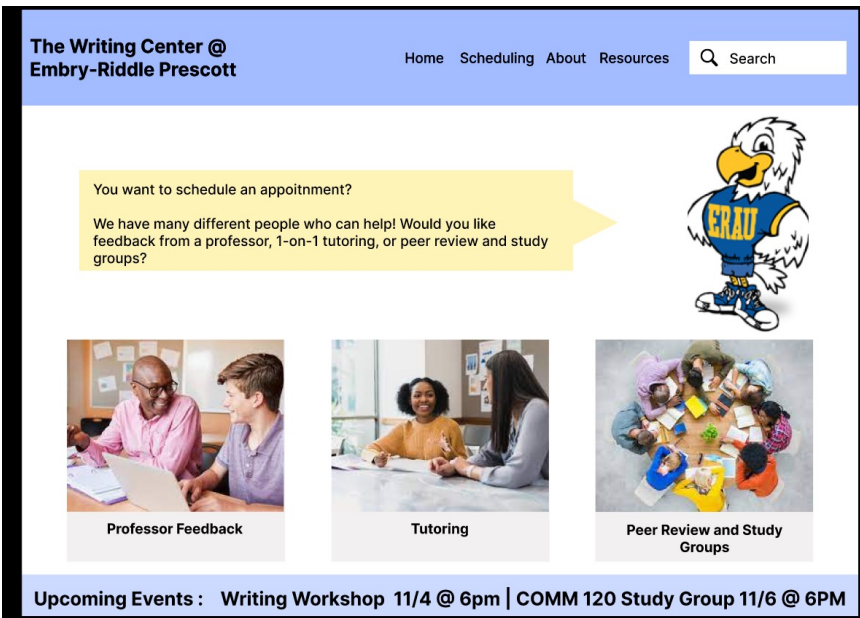 The Writing Center @
Embry-Riddle Prescott
Home Scheduling About Resources Search
You want to schedule an appoitnment?
We have many different people who can help! Would you like
feedback from a professor, 1-on-1 tutoring, or peer review and study
groups?
ERAU
Professor Feedback
Tutoring
Peer Review and Study
Groups
Upcoming Events : Writing Workshop 11/4 @ 6pm | COMM 120 Study Group 11/6 @ 6PM